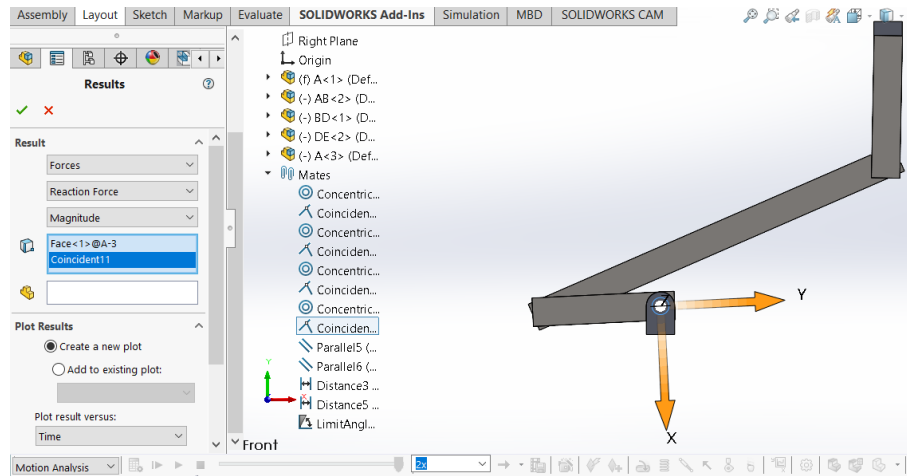 Assembly Layout Sketch Markup Evaluate SOLIDWORKS Add-Ins Simulation MBD SOLIDWORKS CAM
Results
Result
Forces
Reaction Force
Magnitude
Face<1>@A-3
Coincident11
Plot Results
Create a new plot
Add to existing plot:
Plot result versus:
Time
Right Plane
Origin
(f) A<1> (Def...
(-) AB<2> (D...
(-) BD<1> (D...
(-) DE<2> (D...
(-) A<3> (Def...
Mates
Concentric...
Coinciden...
Concentric...
Coinciden...
Concentric...
Coinciden...
Concentric...
Coinciden...
Parallel5 (...
Parallel6 (...
Distance3 ...
Distance5 ...
LimitAngl...
Y
X
Y
X
Front
Motion Analysis
2x